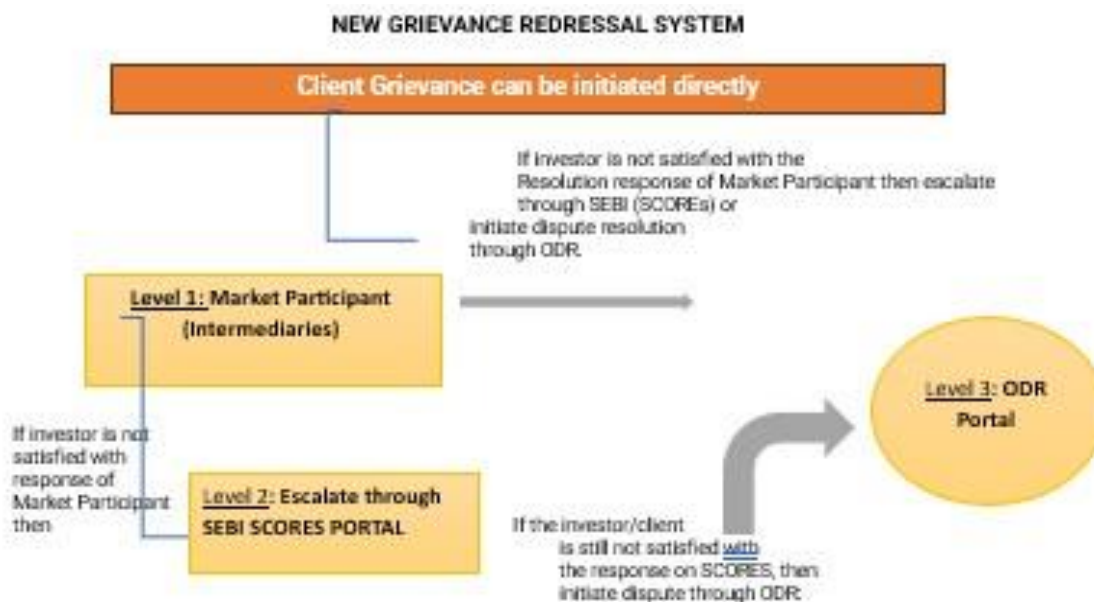 NEW GRIEVANCE REDRESSAL SYSTEM
Client Grievance can be initiated directly
If investor is not satisfied with the
Resolution response of Market Participant then escalate
through SEBI (SCOREs) or
initiate dispute resolution
through ODR.
Level 1: Market Participant
(Intermediaries)
If investor is not
satisfied with
response of
Market Participant
then
Level 2: Escalate through
SEBI SCORES PORTAL
Level 3: ODR
Portal
If the investor/client
is still not satisfied with
the response on SCORES, then
initiate dispute through ODR: